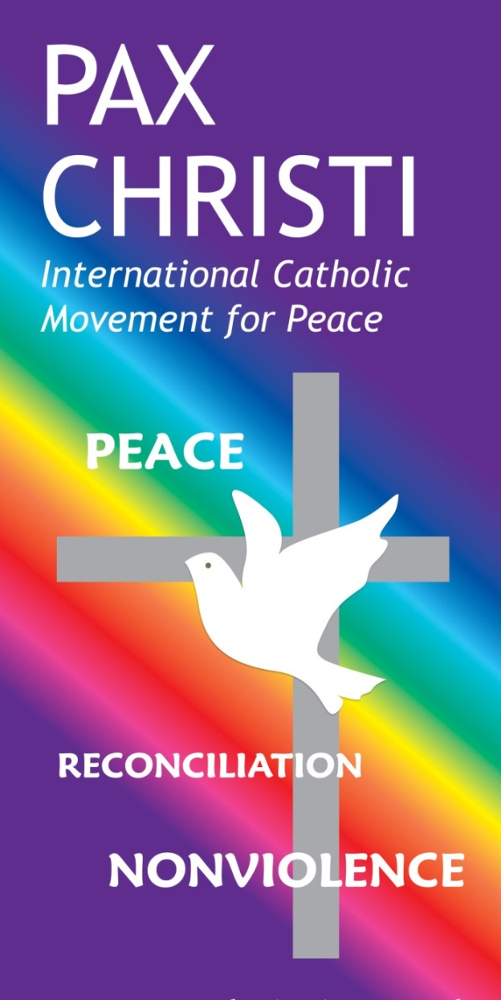 PAX
CHRISTI
International Catholic
Movement for Peace
PEACE
RECONCILIATION
NONVIOLENCE